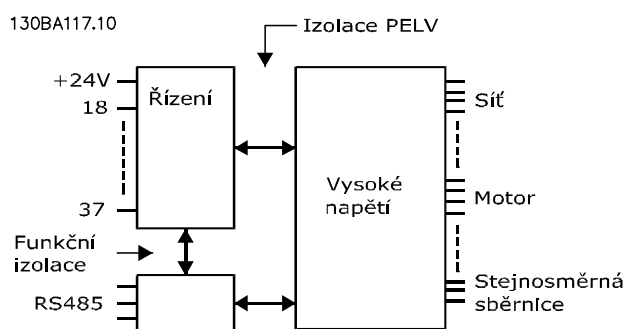 130BA117.10
Izolace PELV
+24V
18
37
Řízení
Vysoké
napětí
Síť
Motor
Stejnosměrná
sběrnice
Funkční
izolace
RS485